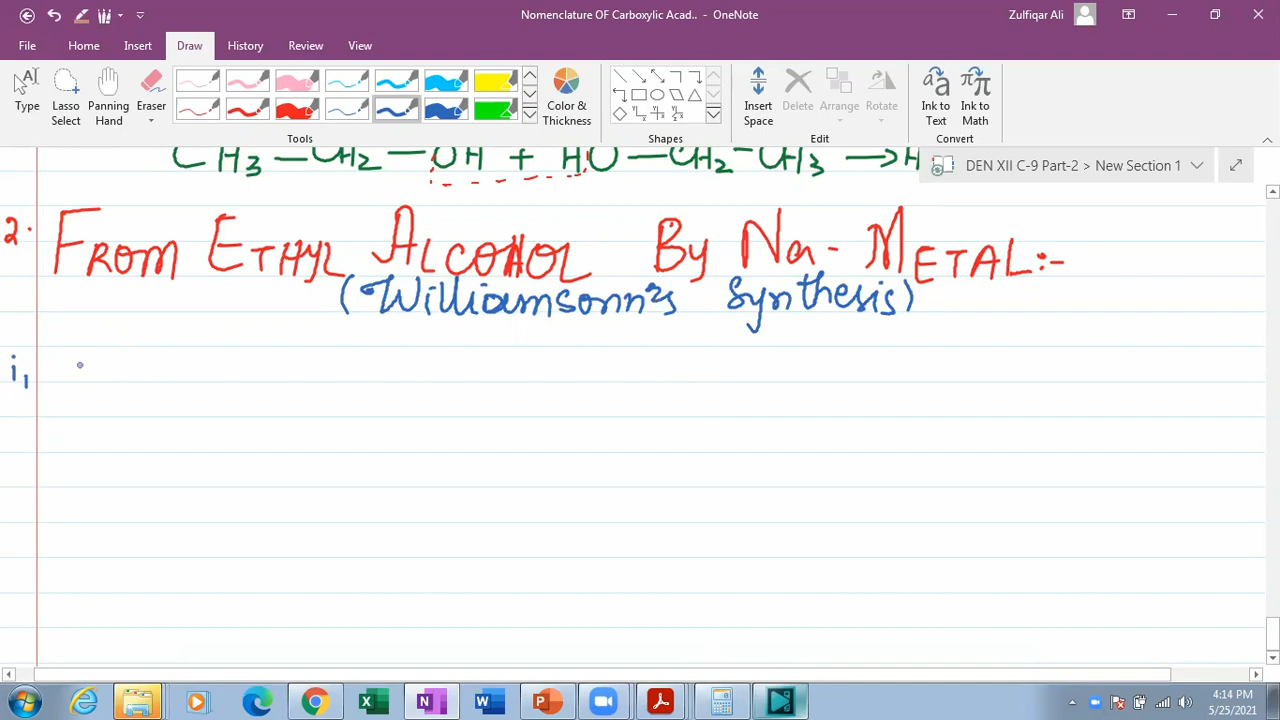 Nomenclature OF Carboxylic Acad.. - OneNote
Zulfiqar Ali
File Home Insert Draw History Review View
Type
Lasso Select
Panning Hand
Eraser
Color & Thickness
Insert Space
Delete
Arrange
Rotate
Ink to Text
Ink to Math
Tools
Shapes
Edit
Convert
CH3—CH2—OH + HO—CH2—CH3 ⟶H
DEN XII C-9 Part-2 > New Section 1
2. FROM ETHYL ALCOHOL By Na-METAL:-
(Williamsonn's Synthesis)
i,
4:14 PM
5/25/2021